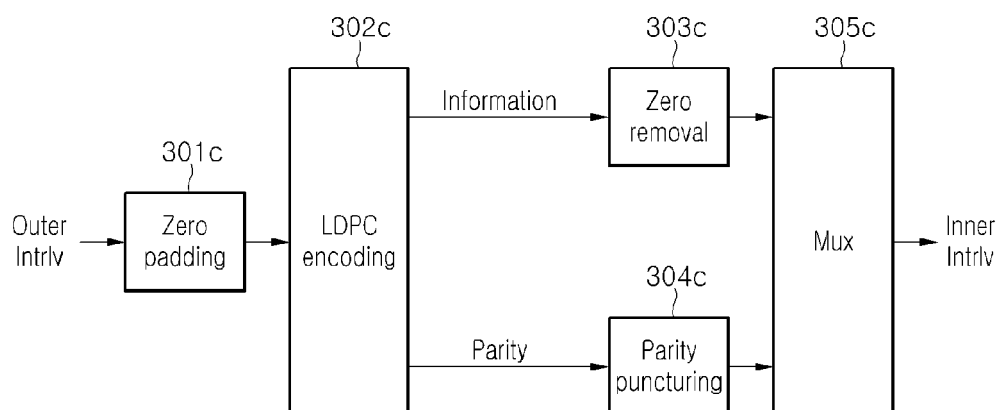 302c
303c
305c
Information
Zero
removal
301c
Outer
Intrlv
Zero
padding
LDPC
encoding
Mux
Inner
Intrlv
304c
Parity
Parity
puncturing